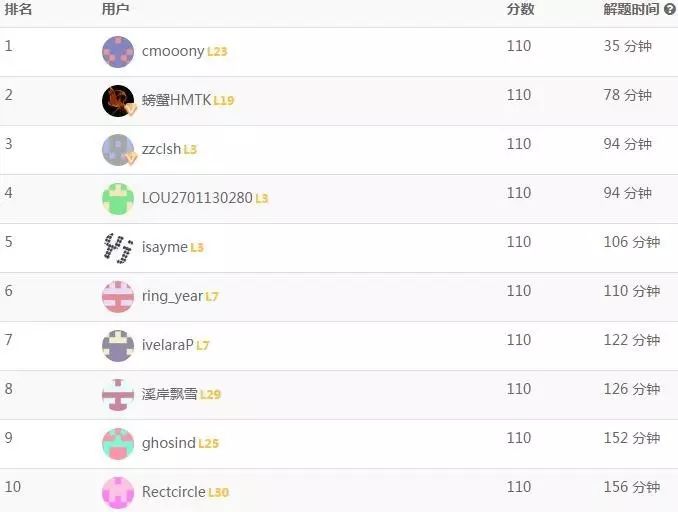 排名 用户 分数 解题时间
1 cmooony L23 110 35 分钟
2 螃蟹HMTK L19 110 78 分钟
3 zzclsh L3 110 94 分钟
4 LOU2701130280 L3 110 94 分钟
5 isayme L3 110 106 分钟
6 ring_year L7 110 110 分钟
7 ivelaraP L7 110 122 分钟
8 溪岸飘雪 L29 110 126 分钟
9 ghosind L25 110 152 分钟
10 Rectcircle L30 110 156 分钟